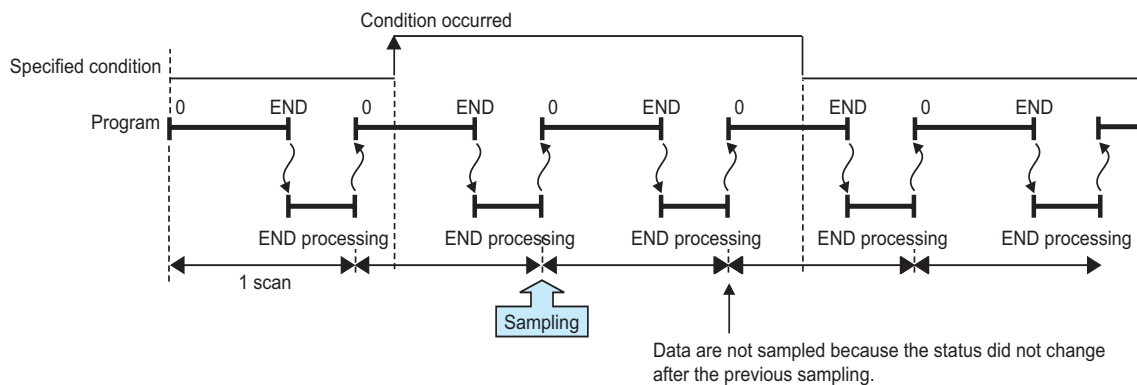 Condition occurred
Specified condition
0 END 0 END 0 END 0 END 0 END
Program
END processing END processing END processing END processing END processing
1 scan
Sampling
Data are not sampled because the status did not change
after the previous sampling.